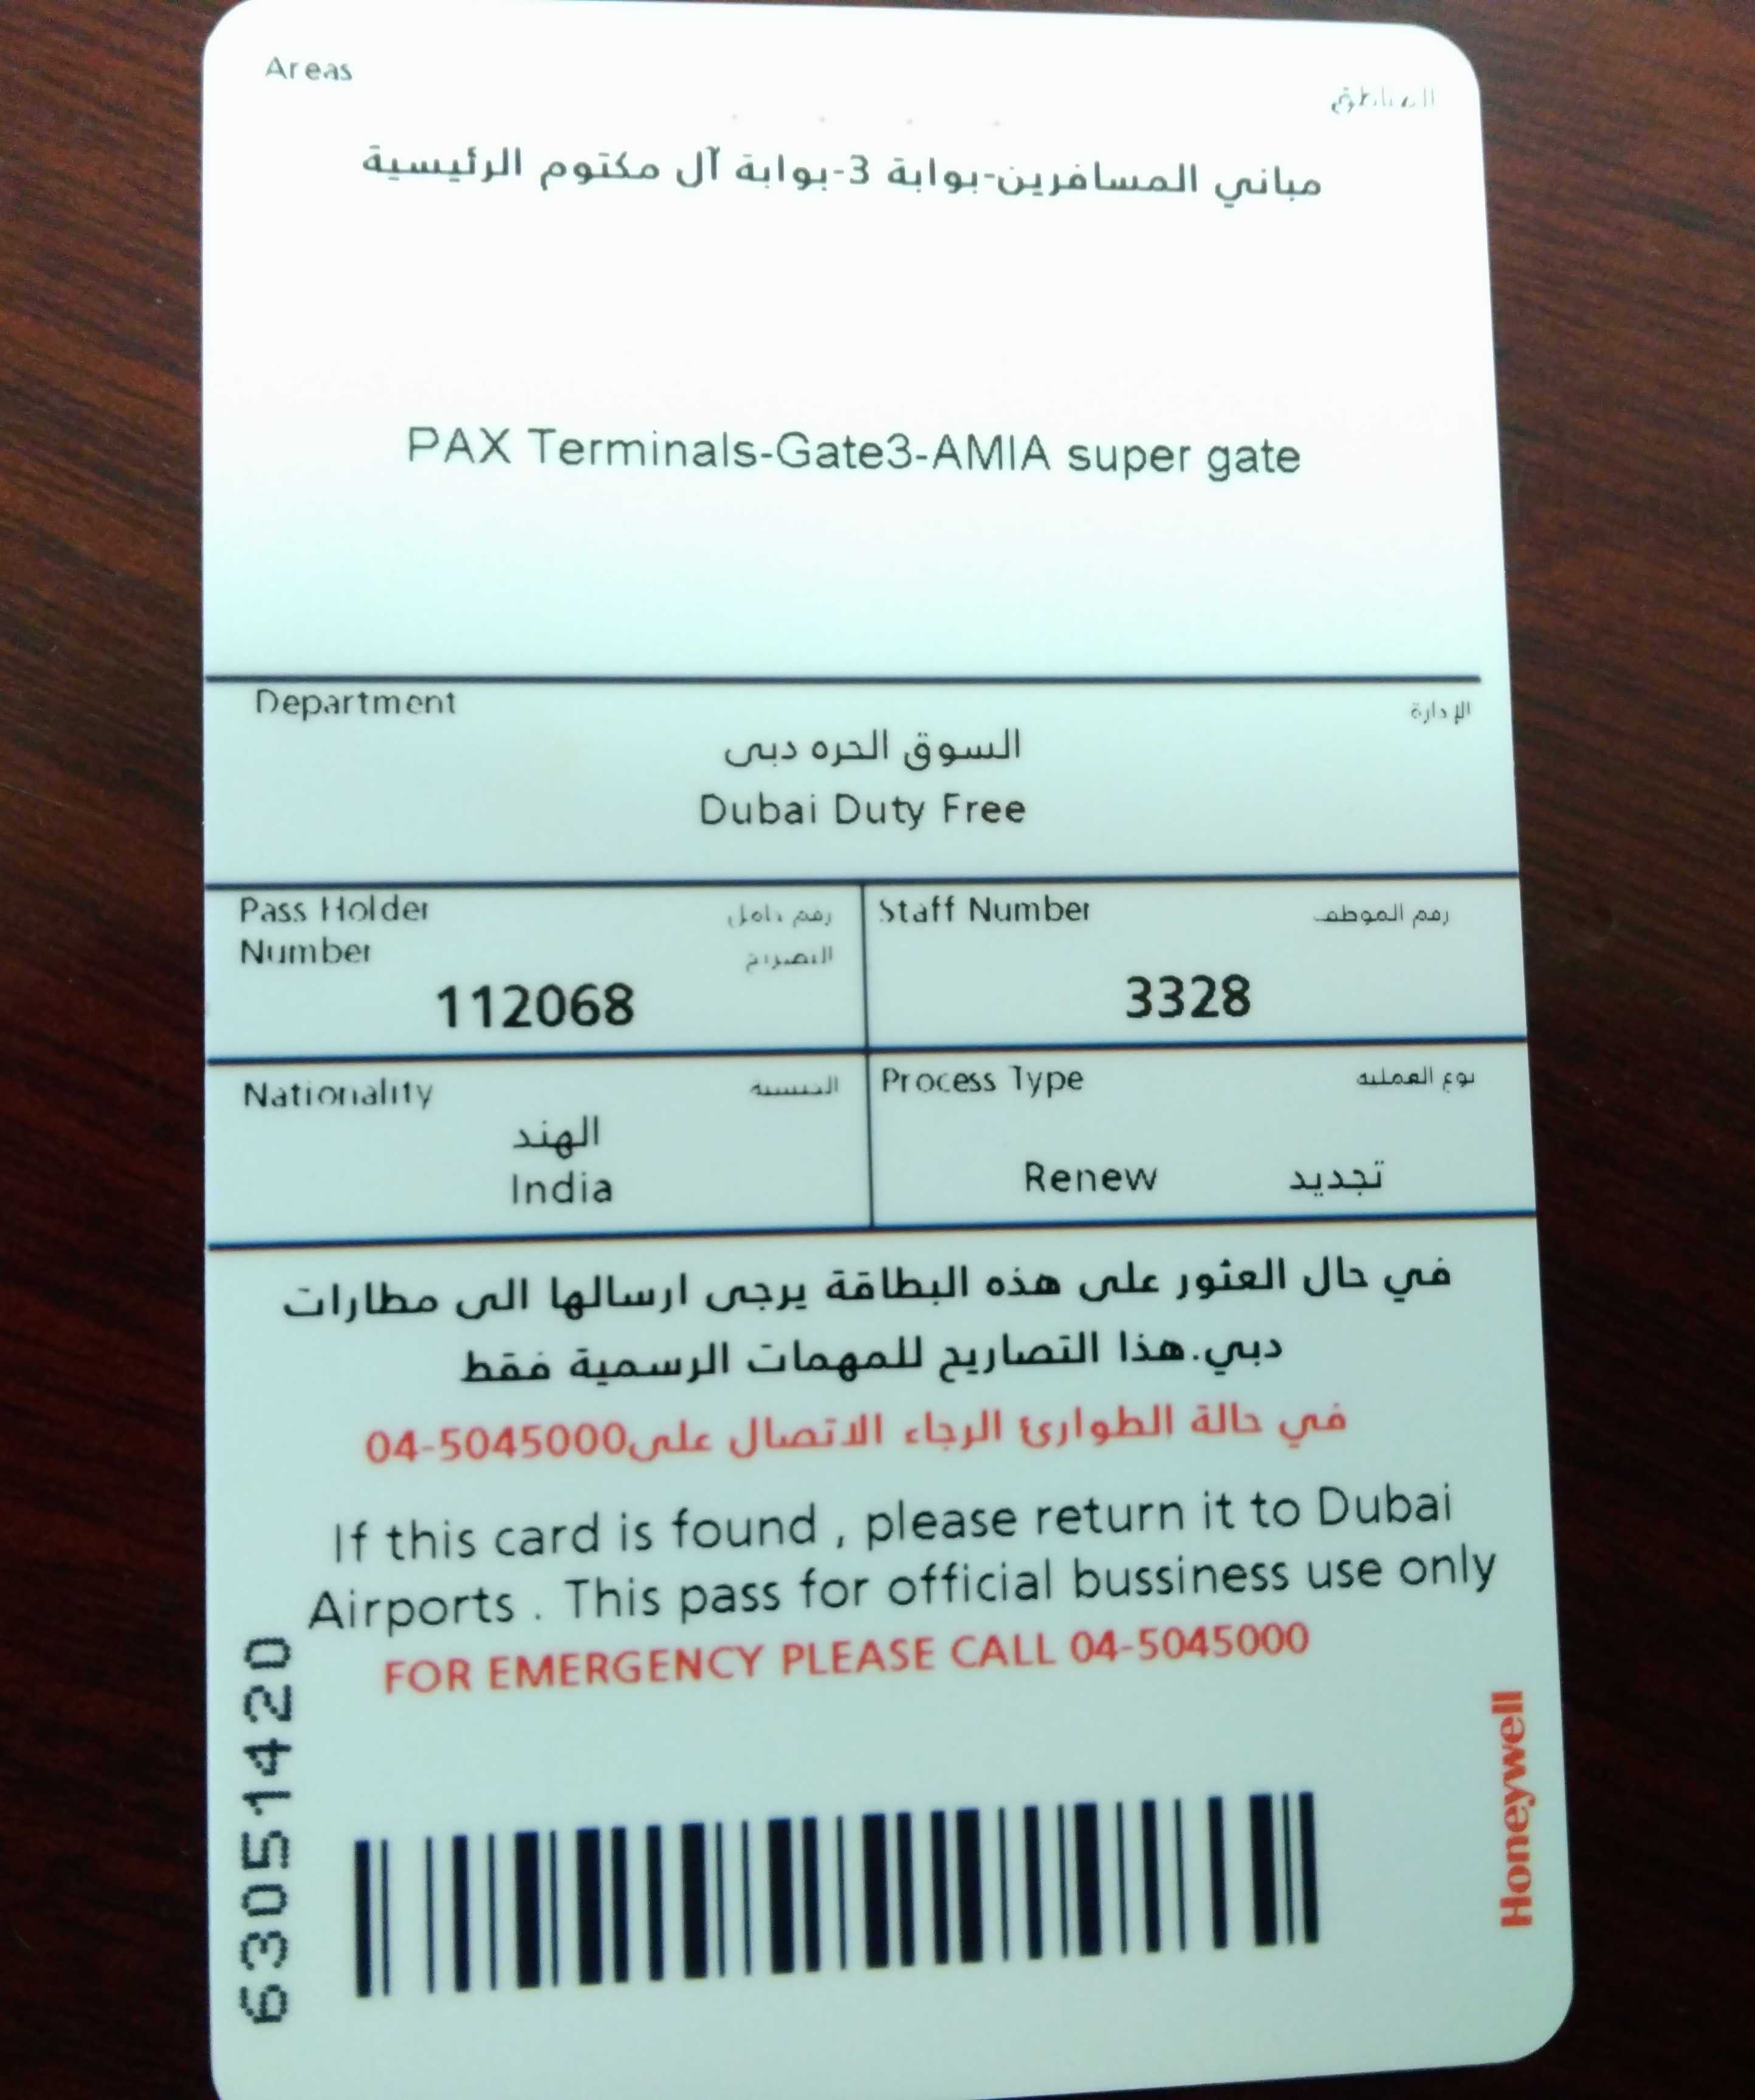 Areas
المناطق
مباني المسافرين-بوابة 3-بوابة آل مكتوم الرئيسية
PAX Terminals-Gate3-AMIA super gate
Department
الإدارة
السوق الحره دبى
Dubai Duty Free
Pass Holder
رقم حامل
Number
التصريح
112068
Staff Number
رقم الموظف
3328
Nationality
الجنسية
الهند
India
Process Type
نوع العملية
Renew تجديد
في حال العثور على هذه البطاقة يرجى ارسالها الى مطارات
دبي.هذا التصاريح للمهمات الرسمية فقط
في حالة الطوارئ الرجاء الاتصال على04-5045000
If this card is found , please return it to Dubai
Airports . This pass for official bussiness use only
FOR EMERGENCY PLEASE CALL 04-5045000
63051420
Honeywell